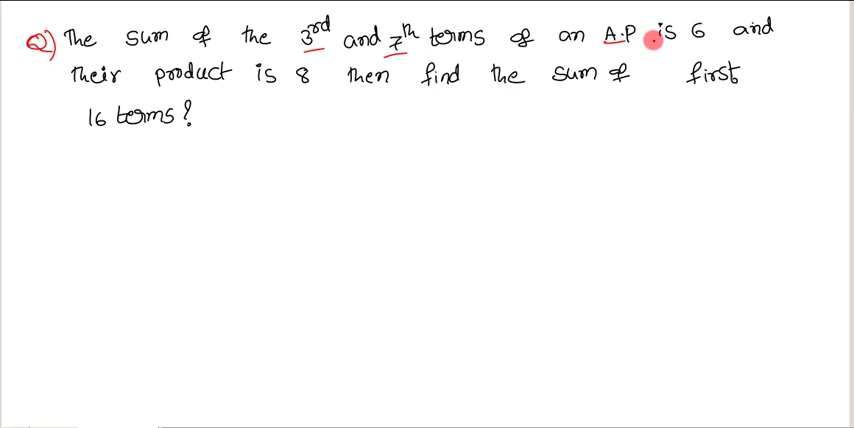 Q) The sum of the 3rd and 7th terms of an A.P is 6 and
their product is 8 then find the sum of first
16 terms?